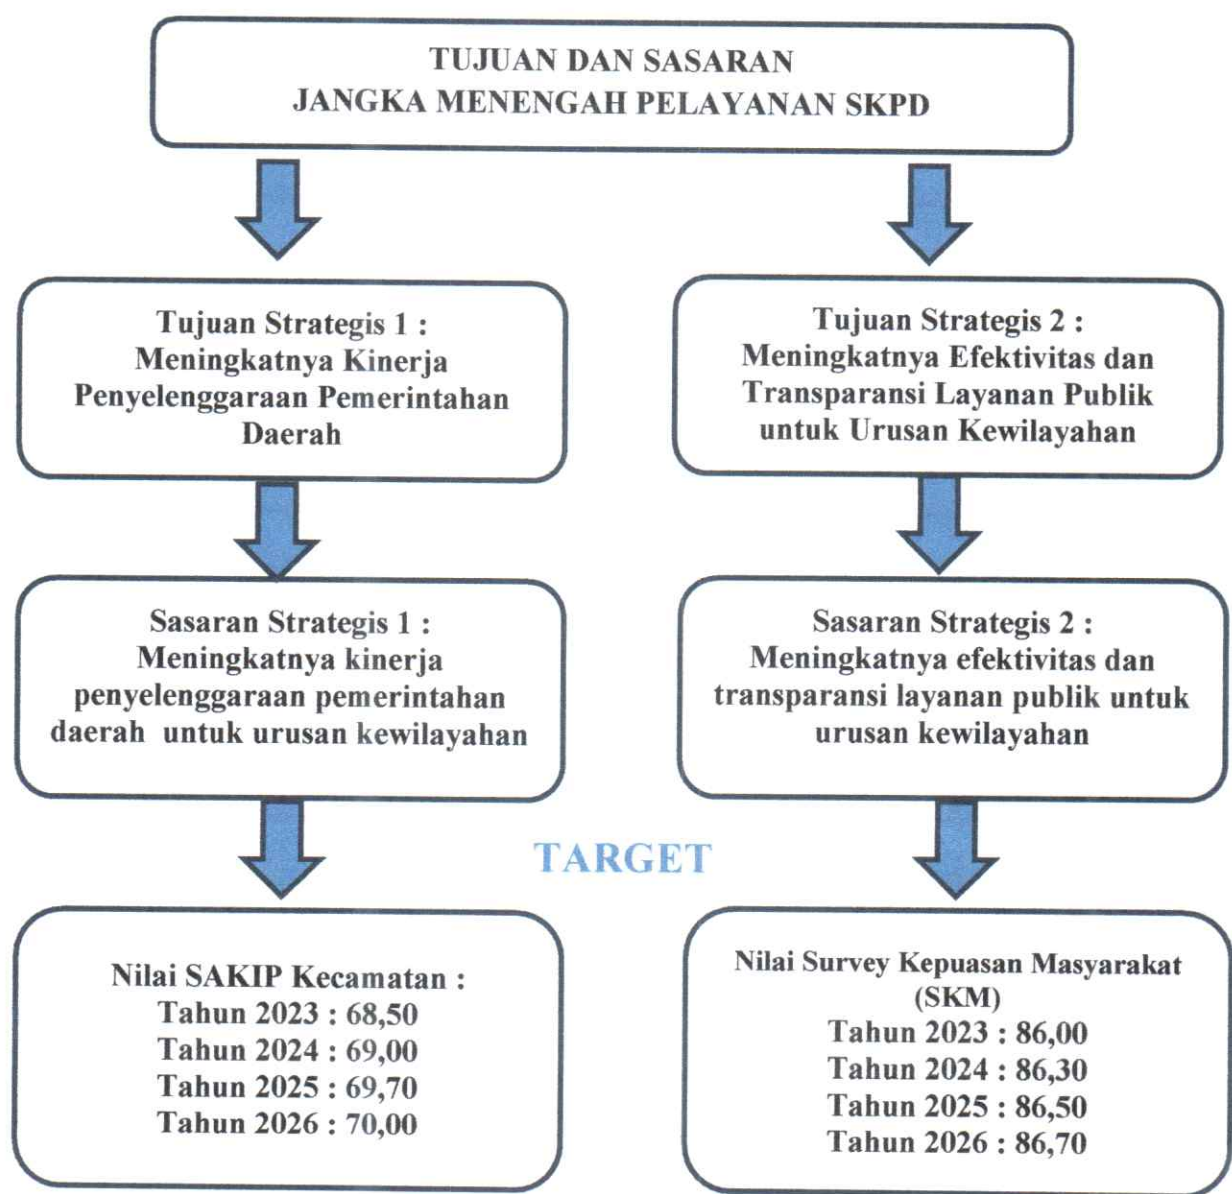 TUJUAN DAN SASARAN
JANGKA MENENGAH PELAYANAN SKPD
Tujuan Strategis 1 :
Meningkatnya Kinerja
Penyelenggaraan Pemerintahan
Daerah
Tujuan Strategis 2 :
Meningkatnya Efektivitas dan
Transparansi Layanan Publik
untuk Urusan Kewilayahan
Sasaran Strategis 1 :
Meningkatnya kinerja
penyelenggaraan pemerintahan
daerah untuk urusan kewilayahan
Sasaran Strategis 2 :
Meningkatnya efektivitas dan
transparansi layanan publik untuk
urusan kewilayahan
TARGET
Nilai SAKIP Kecamatan :
Tahun 2023 : 68,50
Tahun 2024 : 69,00
Tahun 2025 : 69,70
Tahun 2026 : 70,00
Nilai Survey Kepuasan Masyarakat
(SKM)
Tahun 2023 : 86,00
Tahun 2024 : 86,30
Tahun 2025 : 86,50
Tahun 2026 : 86,70